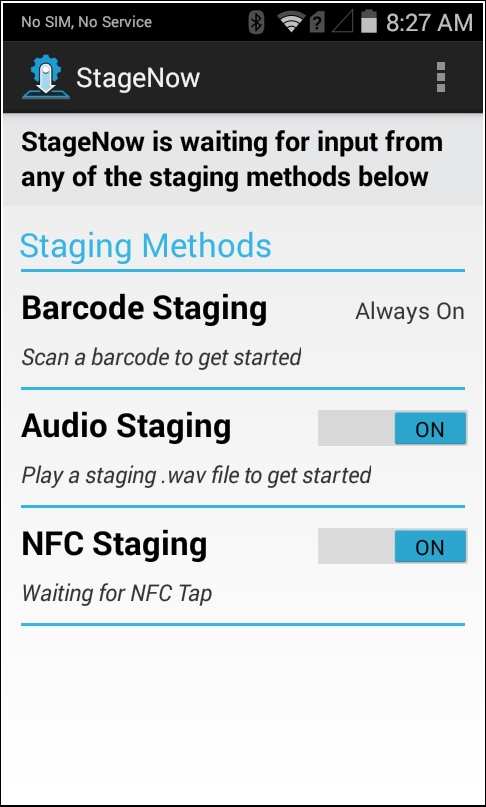 No SIM, No Service 8:27 AM
StageNow
StageNow is waiting for input from
any of the staging methods below
Staging Methods
Barcode Staging Always On
Scan a barcode to get started
Audio Staging ON
Play a staging .wav file to get started
NFC Staging ON
Waiting for NFC Tap